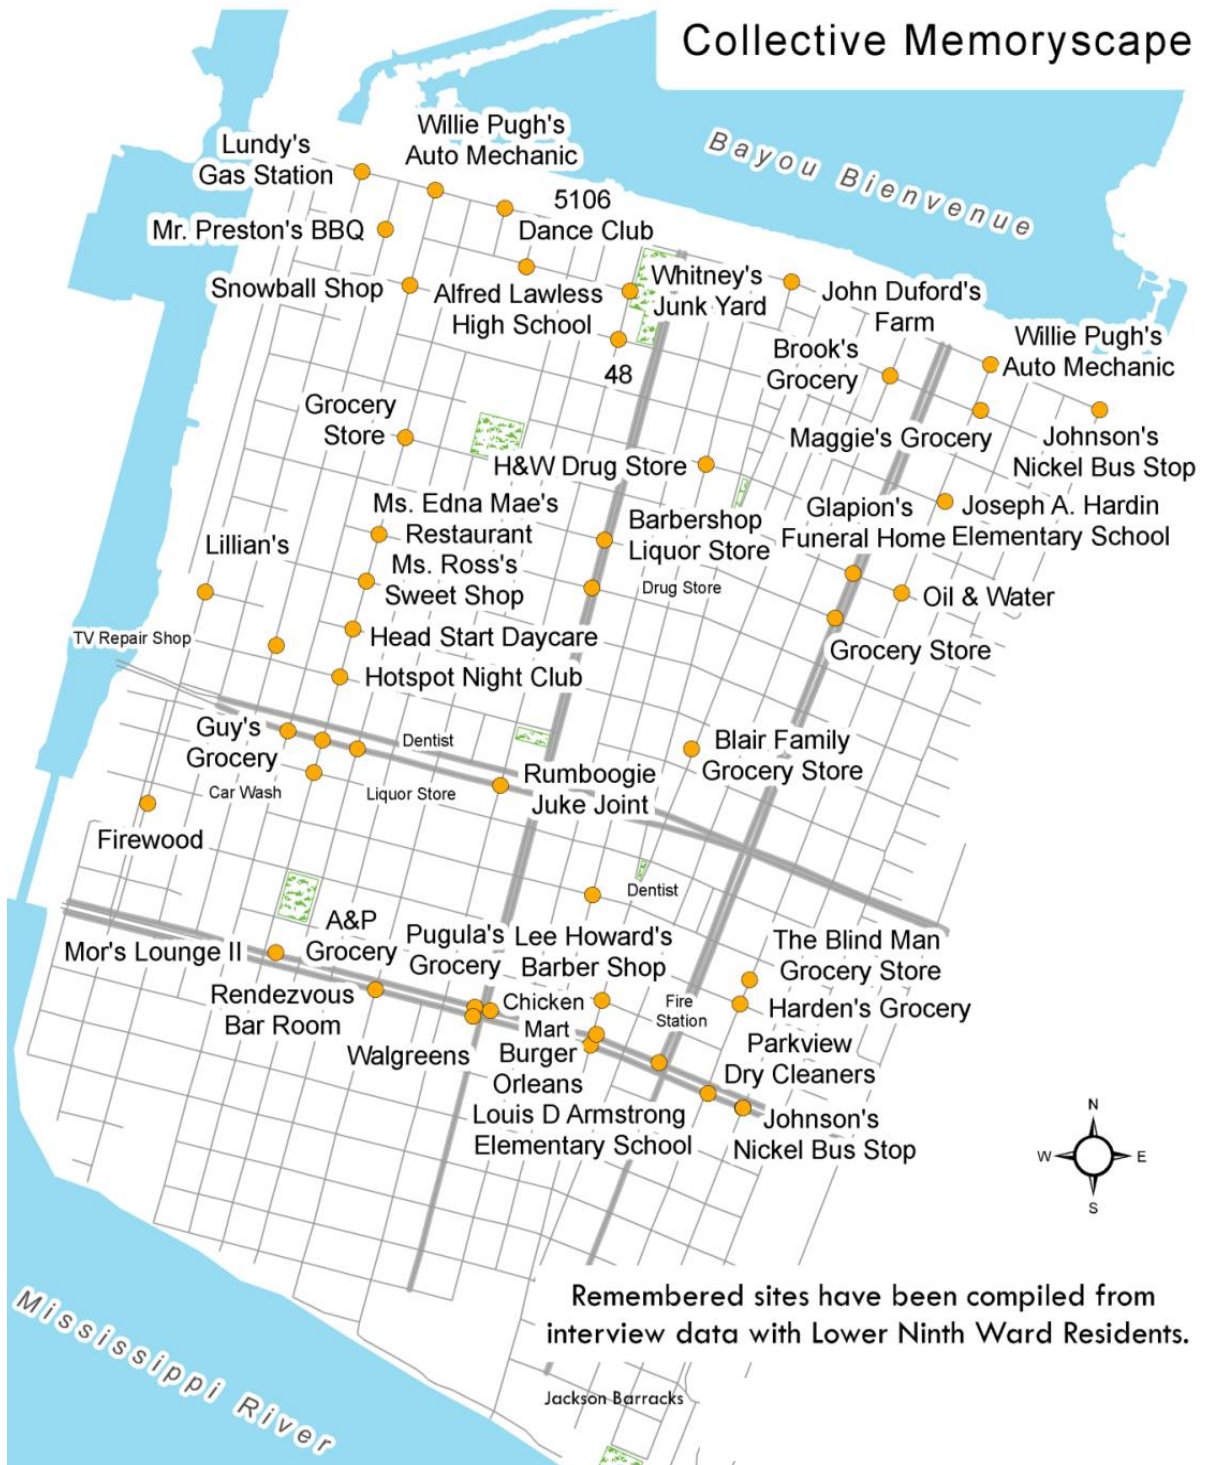 Collective Memoryscape
Bayou Bienvenue
Lundy's
Gas Station
Willie Pugh's
Auto Mechanic
5106
Dance Club
Mr. Preston's BBQ
Snowball Shop
Alfred Lawless
High School
Whitney's
Junk Yard
John Duford's
Farm
48
Brook's
Grocery
Willie Pugh's
Auto Mechanic
Grocery
Store
Maggie's Grocery
Johnson's
Nickel Bus Stop
H&W Drug Store
Ms. Edna Mae's
Restaurant
Barbershop
Liquor Store
Glapion's
Funeral Home
Joseph A. Hardin
Elementary School
Lillian's
Ms. Ross's
Sweet Shop
Drug Store
Oil & Water
TV Repair Shop
Head Start Daycare
Grocery Store
Hotspot Night Club
Guy's
Grocery
Dentist
Blair Family
Grocery Store
Car Wash
Liquor Store
Rumboogie
Juke Joint
Firewood
Dentist
A&P
Grocery
Mor's Lounge II
Pugula's
Grocery
Lee Howard's
Barber Shop
The Blind Man
Grocery Store
Rendezvous
Bar Room
Chicken
Mart
Fire
Station
Harden's Grocery
Walgreens
Burger
Orleans
Parkview
Dry Cleaners
Louis D Armstrong
Elementary School
Johnson's
Nickel Bus Stop
N
W
E
S
Remembered sites have been compiled from
interview data with Lower Ninth Ward Residents.
Mississippi River
Jackson Barracks